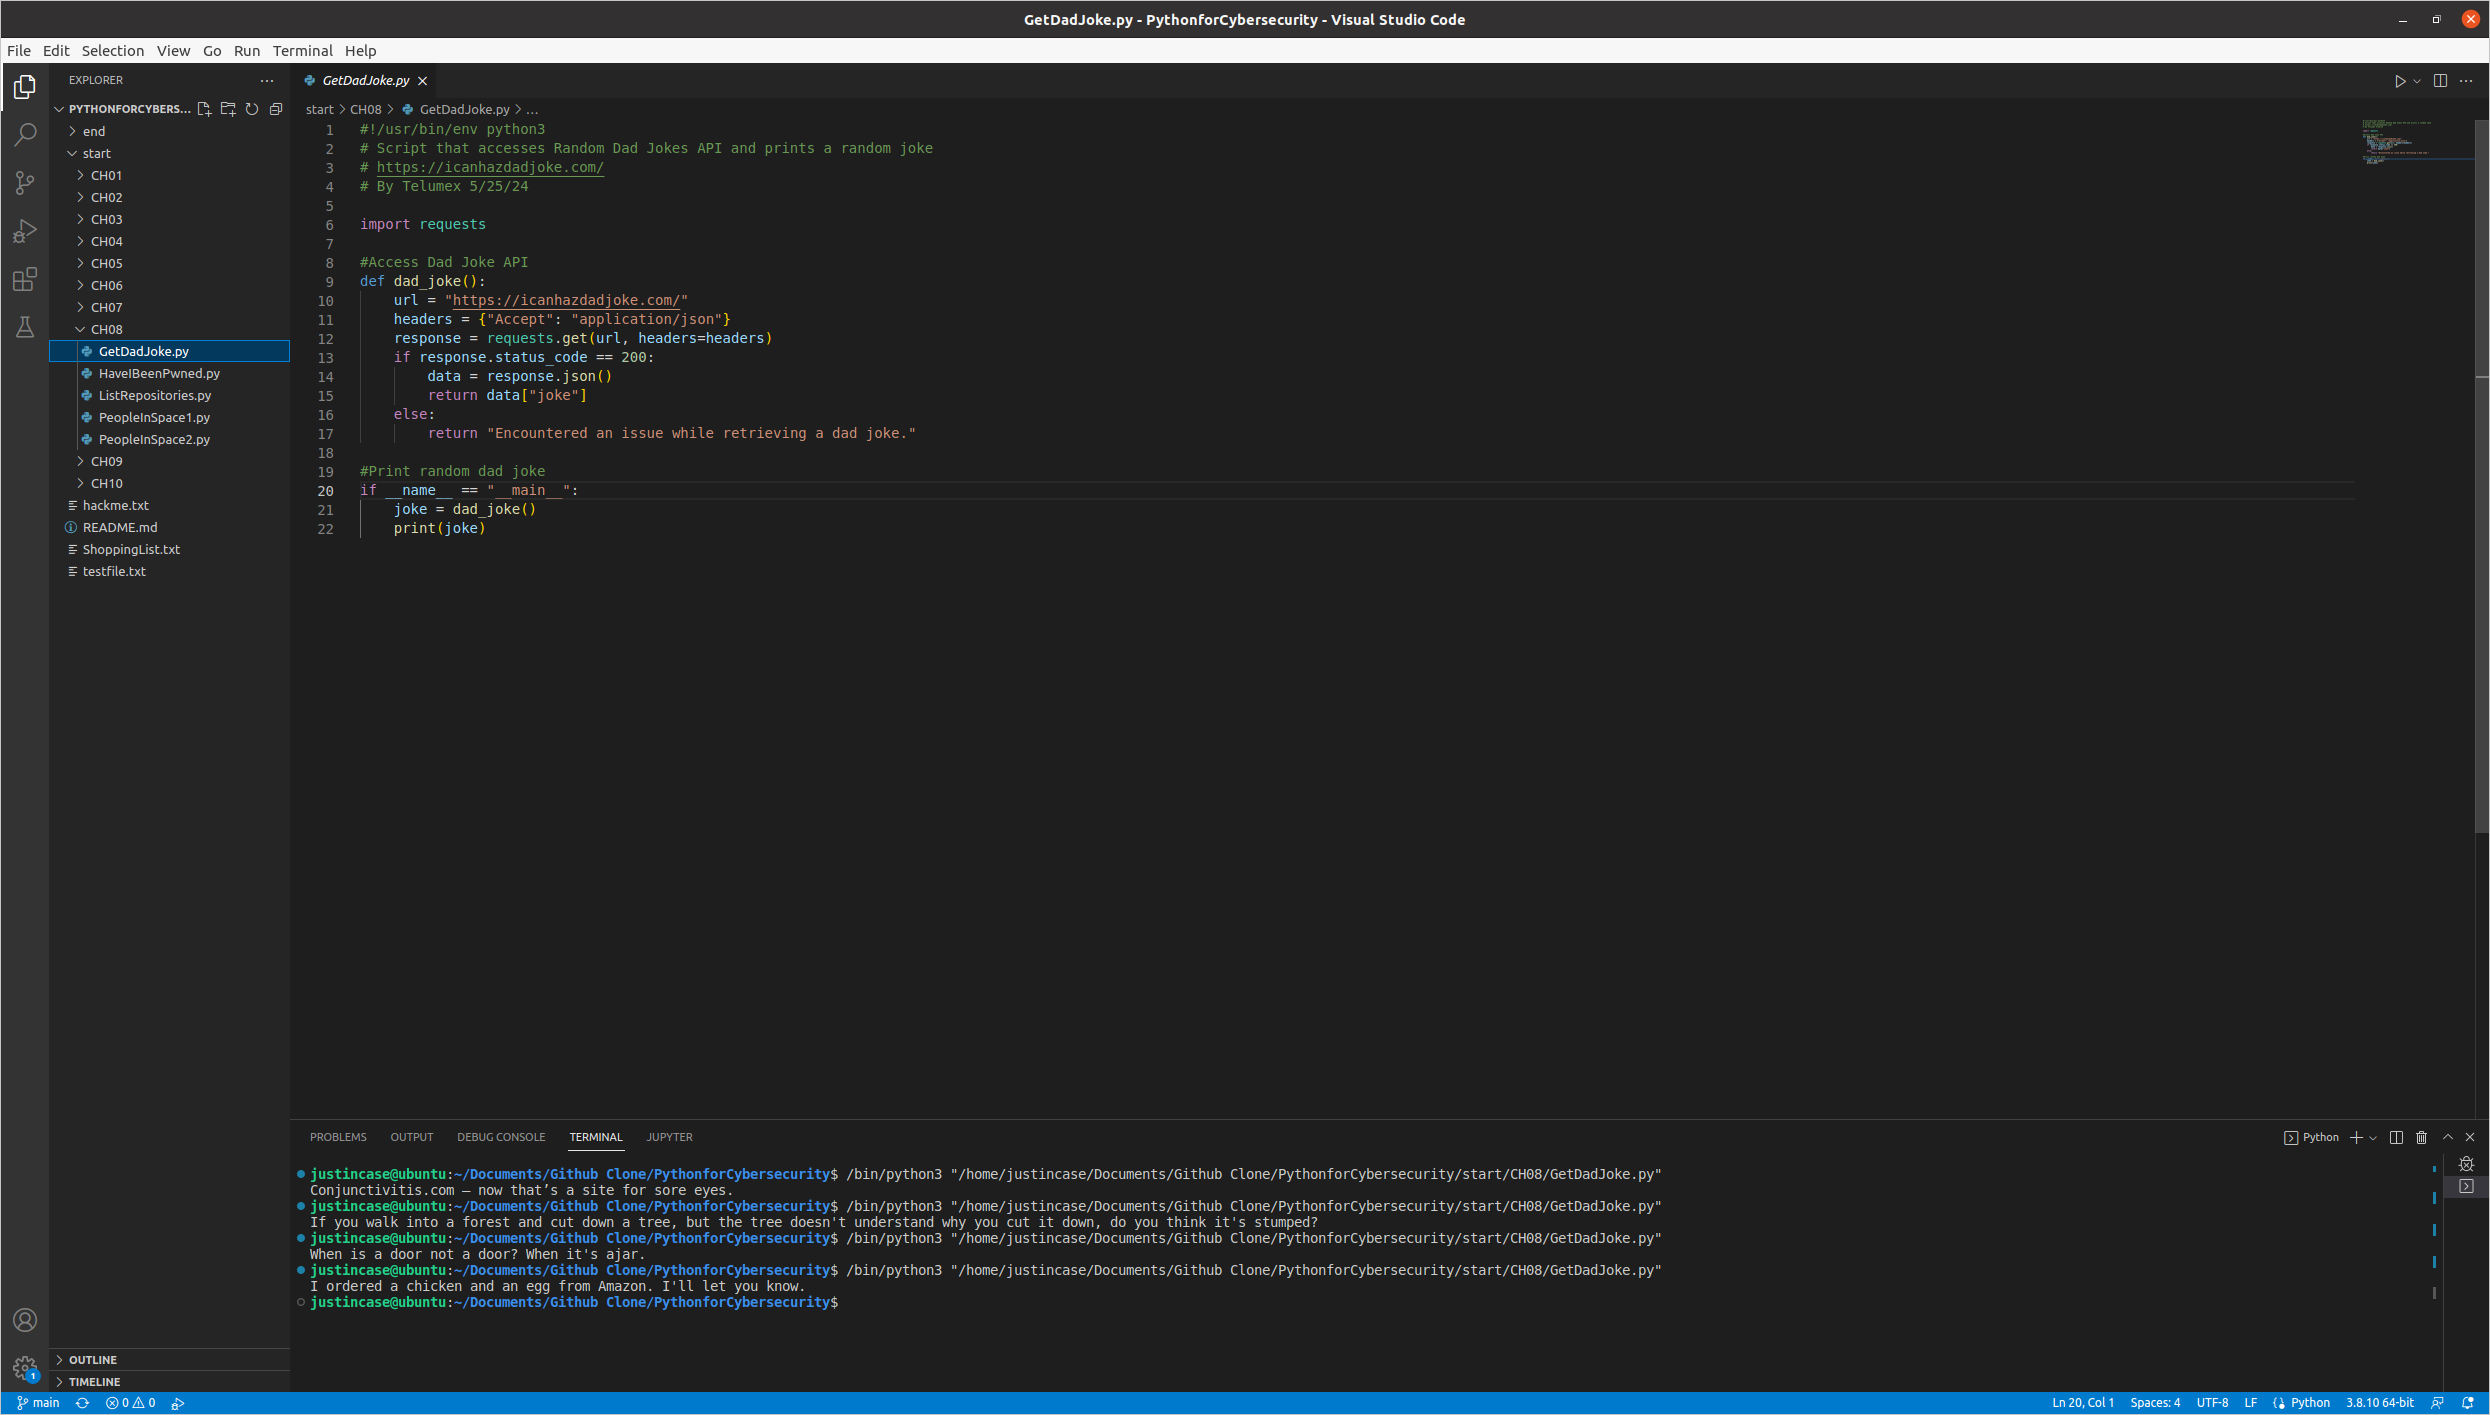 GetDadJoke.py - PythonforCybersecurity - Visual Studio Code
File Edit Selection View Go Run Terminal Help
EXPLORER
PYTHONFORCYBERS...
end
start
CH01
CH02
CH03
CH04
CH05
CH06
CH07
CH08
GetDadJoke.py
HaveIBeenPwned.py
ListRepositories.py
PeopleInSpace1.py
PeopleInSpace2.py
CH09
CH10
hackme.txt
README.md
ShoppingList.txt
testfile.txt
OUTLINE
TIMELINE
GetDadJoke.py
start > CH08 > GetDadJoke.py > ...
1 #!/usr/bin/env python3
2 # Script that accesses Random Dad Jokes API and prints a random joke
3 # https://icanhazdadjoke.com/
4 # By Telumex 5/25/24
5
6 import requests
7
8 #Access Dad Joke API
9 def dad_joke():
10     url = "https://icanhazdadjoke.com/"
11     headers = {"Accept": "application/json"}
12     response = requests.get(url, headers=headers)
13     if response.status_code == 200:
14         data = response.json()
15         return data["joke"]
16     else:
17         return "Encountered an issue while retrieving a dad joke."
18
19 #Print random dad joke
20 if __name__ == "__main__":
21     joke = dad_joke()
22     print(joke)
PROBLEMS OUTPUT DEBUG CONSOLE TERMINAL JUPYTER
Python
justincase@ubuntu:~/Documents/Github Clone/PythonforCybersecurity$ /bin/python3 "/home/justincase/Documents/Github Clone/PythonforCybersecurity/start/CH08/GetDadJoke.py"
Conjunctivitis.com – now that’s a site for sore eyes.
justincase@ubuntu:~/Documents/Github Clone/PythonforCybersecurity$ /bin/python3 "/home/justincase/Documents/Github Clone/PythonforCybersecurity/start/CH08/GetDadJoke.py"
If you walk into a forest and cut down a tree, but the tree doesn't understand why you cut it down, do you think it's stumped?
justincase@ubuntu:~/Documents/Github Clone/PythonforCybersecurity$ /bin/python3 "/home/justincase/Documents/Github Clone/PythonforCybersecurity/start/CH08/GetDadJoke.py"
When is a door not a door? When it's ajar.
justincase@ubuntu:~/Documents/Github Clone/PythonforCybersecurity$ /bin/python3 "/home/justincase/Documents/Github Clone/PythonforCybersecurity/start/CH08/GetDadJoke.py"
I ordered a chicken and an egg from Amazon. I'll let you know.
justincase@ubuntu:~/Documents/Github Clone/PythonforCybersecurity$
1
main 0 0 Ln 20, Col 1 Spaces: 4 UTF-8 LF Python 3.8.10 64-bit